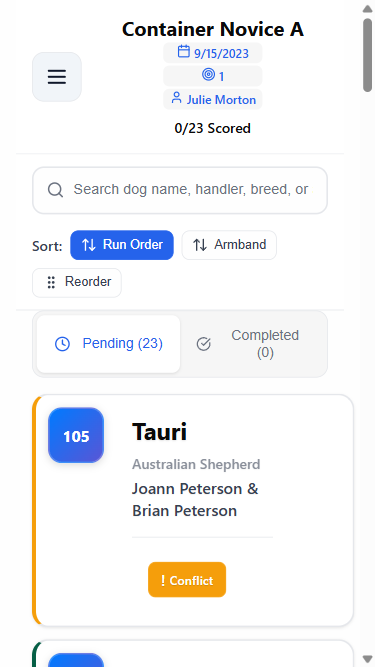 Container Novice A
9/15/2023
1
Julie Morton
0/23 Scored
Search dog name, handler, breed, or
Sort:
Run Order
Armband
Reorder
Pending (23)
Completed
(0)
105
Tauri
Australian Shepherd
Joann Peterson &
Brian Peterson
! Conflict